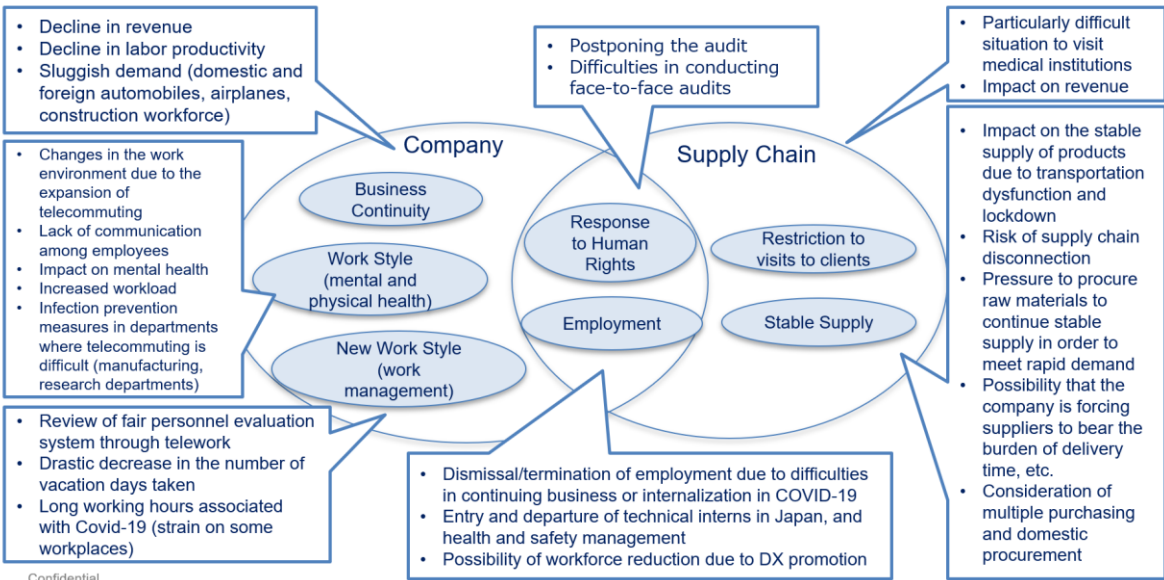 • Decline in revenue
• Decline in labor productivity
• Sluggish demand (domestic and
foreign automobiles, airplanes,
construction workforce)
• Postponing the audit
• Difficulties in conducting
face-to-face audits
• Particularly difficult
situation to visit
medical institutions
• Impact on revenue
• Changes in the work
environment due to the
expansion of
telecommuting
• Lack of communication
among employees
• Impact on mental health
• Increased workload
• Infection prevention
measures in departments
where telecommuting is
difficult (manufacturing,
research departments)
Company
Business
Continuity
Work Style
(mental and
physical health)
New Work Style
(work
management)
Response
to Human
Rights
Employment
Supply Chain
Restriction to
visits to clients
Stable Supply
• Impact on the stable
supply of products
due to transportation
dysfunction and
lockdown
• Risk of supply chain
disconnection
• Pressure to procure
raw materials to
continue stable
supply in order to
meet rapid demand
• Possibility that the
company is forcing
suppliers to bear the
burden of delivery
time, etc.
• Consideration of
multiple purchasing
and domestic
procurement
• Review of fair personnel evaluation
system through telework
• Drastic decrease in the number of
vacation days taken
• Long working hours associated
with Covid-19 (strain on some
workplaces)
• Dismissal/termination of employment due to difficulties
in continuing business or internalization in COVID-19
• Entry and departure of technical interns in Japan, and
health and safety management
• Possibility of workforce reduction due to DX promotion
Confidential